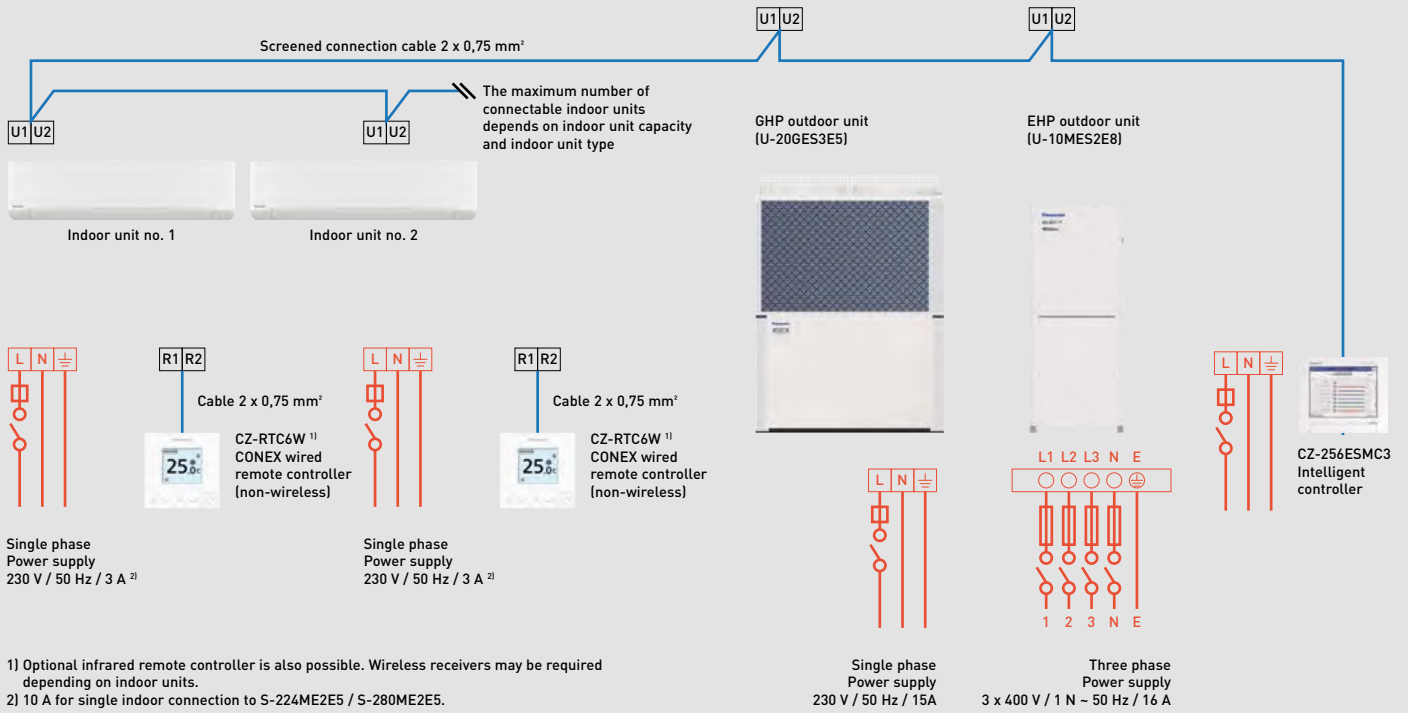 U1 U2
U1 U2
Screened connection cable 2 x 0,75 mm²
The maximum number of
connectable indoor units
depends on indoor unit capacity
and indoor unit type
U1 U2
U1 U2
GHP outdoor unit
(U-20GES3E5)
EHP outdoor unit
(U-10MES2E8)
Indoor unit no. 1
Indoor unit no. 2
Panasonic
Panasonic
L N
R1 R2
L N
R1 R2
L N
Cable 2 x 0,75 mm²
Cable 2 x 0,75 mm²
25.0c
CZ-RTC6W 1)
CONEX wired
remote controller
(non-wireless)
25.0c
CZ-RTC6W 1)
CONEX wired
remote controller
(non-wireless)
CZ-256ESMC3
Intelligent
controller
L N
L1 L2 L3 N E
1 2 3 N E
Single phase
Power supply
230 V / 50 Hz / 3 A 2)
Single phase
Power supply
230 V / 50 Hz / 3 A 2)
Single phase
Power supply
230 V / 50 Hz / 15A
Three phase
Power supply
3 x 400 V / 1 N ~ 50 Hz / 16 A
1) Optional infrared remote controller is also possible. Wireless receivers may be required
depending on indoor units.
2) 10 A for single indoor connection to S-224ME2E5 / S-280ME2E5.